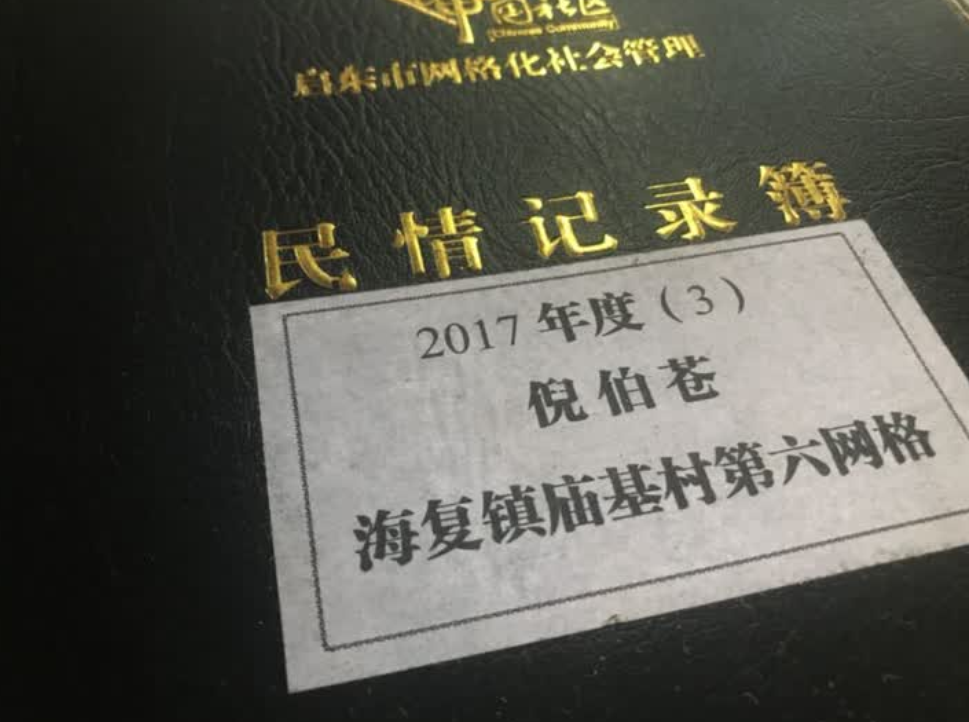 中国社区
(Chinese Community)
启东市网格化社会管理
民情记录簿
2017年度（3）
倪伯苍
海复镇庙基村第六网格